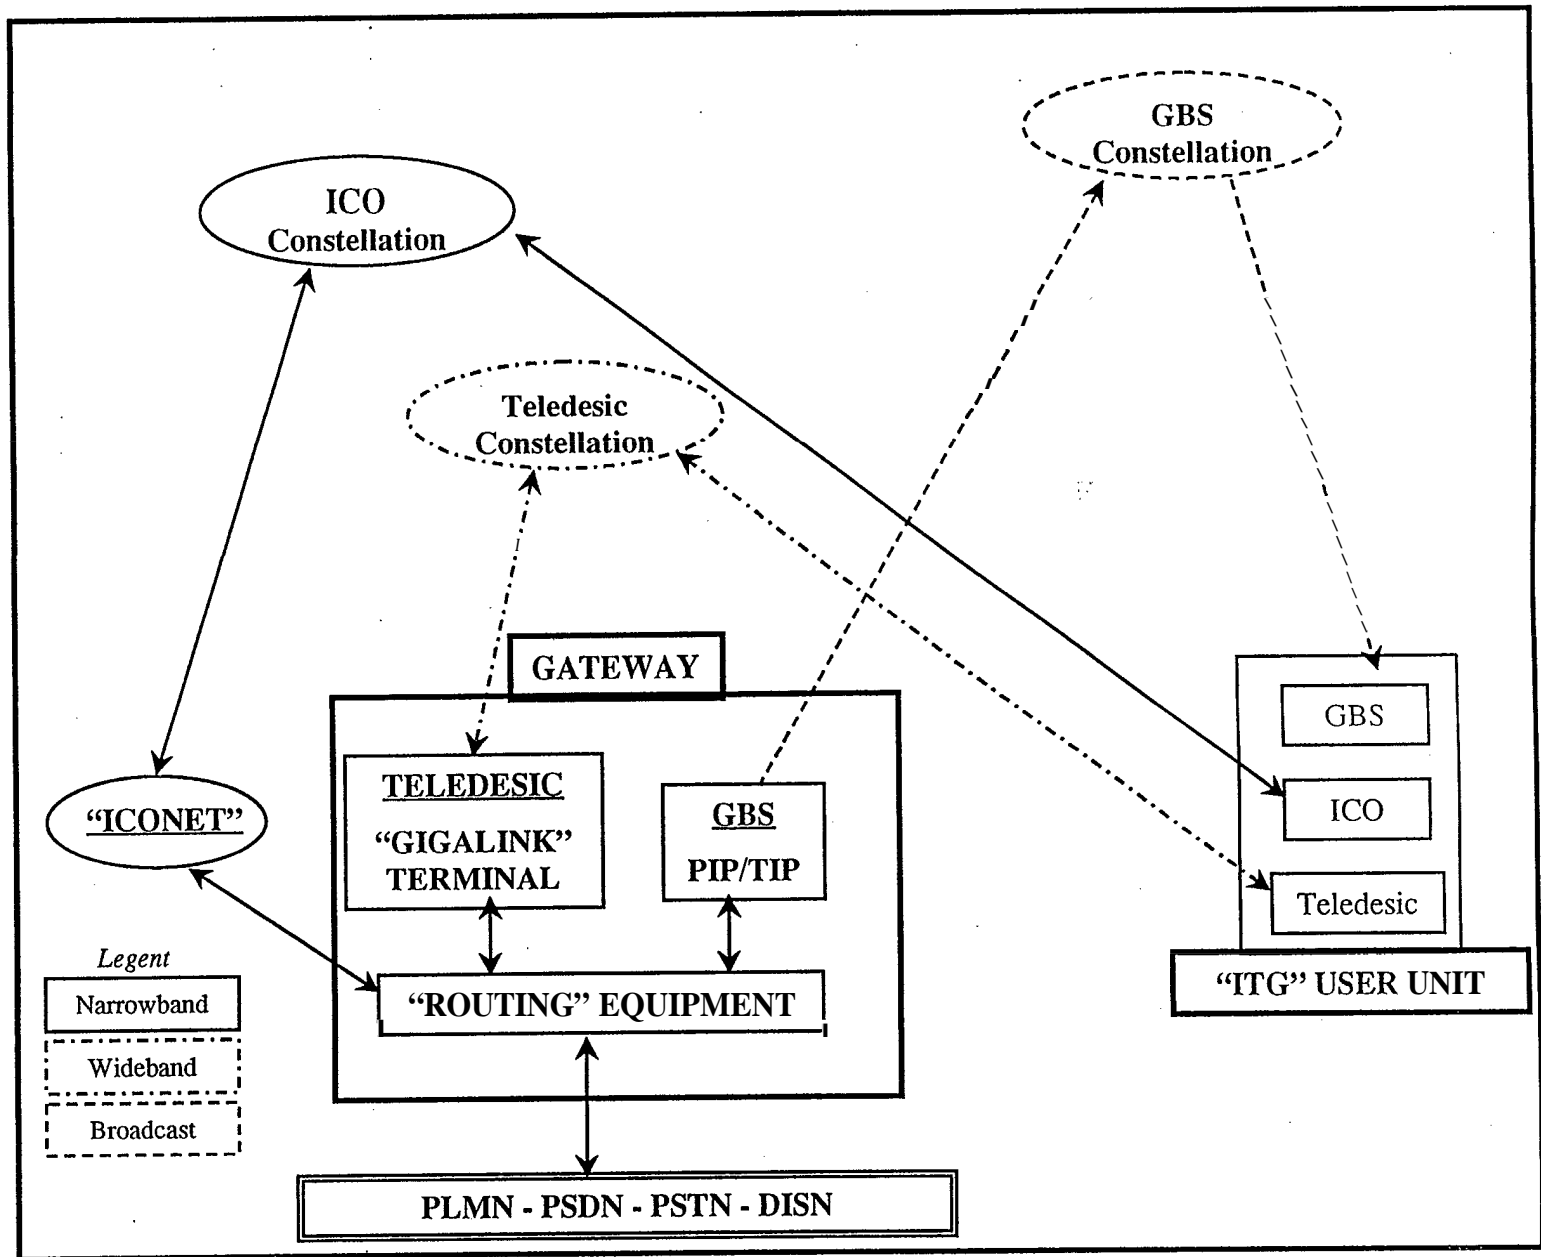 GBS
Constellation
ICO
Constellation
Teledesic
Constellation
GATEWAY
TELEDESIC
“GIGALINK”
TERMINAL
GBS
PIP/TIP
“ICONET”
GBS
ICO
Teledesic
“ITG” USER UNIT
“ROUTING” EQUIPMENT
Legent
Narrowband
Wideband
Broadcast
PLMN - PSDN - PSTN - DISN